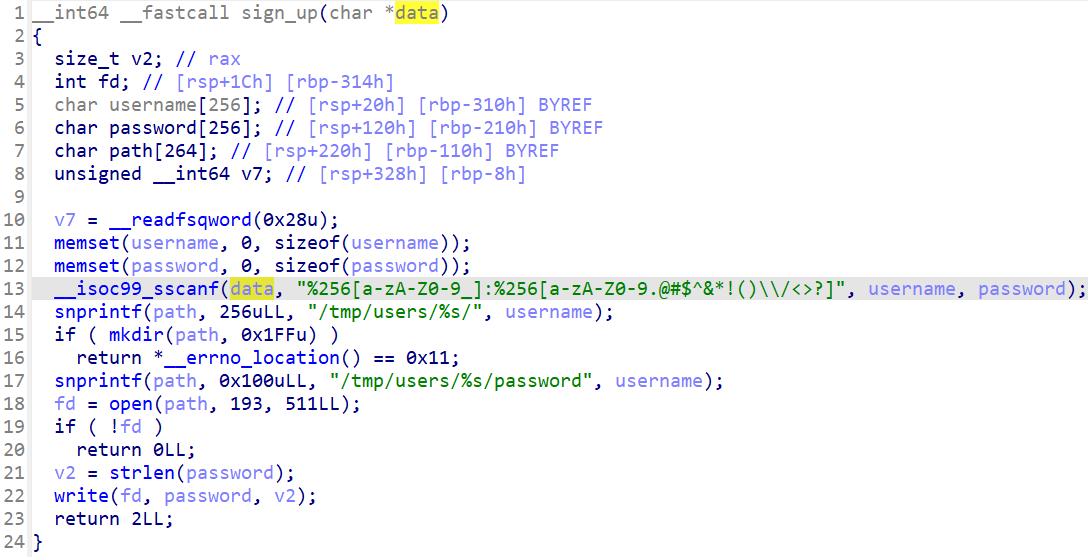 1 __int64 __fastcall sign_up(char *data)
2 {
3 size_t v2; // rax
4 int fd; // [rsp+1Ch] [rbp-314h]
5 char username[256]; // [rsp+20h] [rbp-310h] BYREF
6 char password[256]; // [rsp+120h] [rbp-210h] BYREF
7 char path[264]; // [rsp+220h] [rbp-110h] BYREF
8 unsigned __int64 v7; // [rsp+328h] [rbp-8h]
9
10 v7 = __readfsqword(0x28u);
11 memset(username, 0, sizeof(username));
12 memset(password, 0, sizeof(password));
13 __isoc99_sscanf(data, "%256[a-zA-Z0-9_]:%256[a-zA-Z0-9.@#$^&*!()\\/<>?]", username, password);
14 snprintf(path, 256uLL, "/tmp/users/%s/", username);
15 if ( mkdir(path, 0x1FFu) )
16 return *__errno_location() == 0x11;
17 snprintf(path, 0x100uLL, "/tmp/users/%s/password", username);
18 fd = open(path, 193, 511LL);
19 if ( !fd )
20 return 0LL;
21 v2 = strlen(password);
22 write(fd, password, v2);
23 return 2LL;
24 }